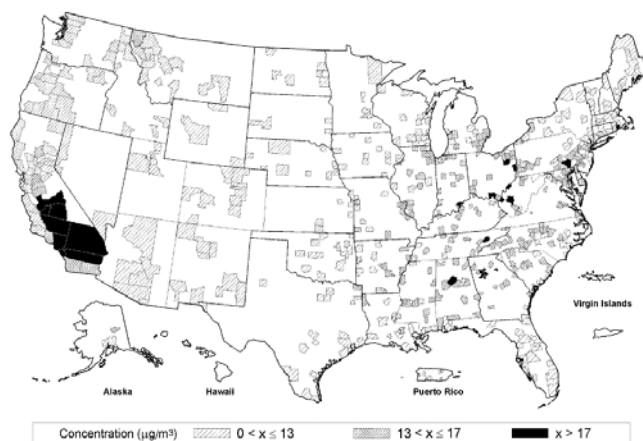 Virgin Islands
Alaska
Hawaii
Puerto Rico
Concentration (μg/m³) 0 < x ≤ 13 13 < x ≤ 17 x > 17